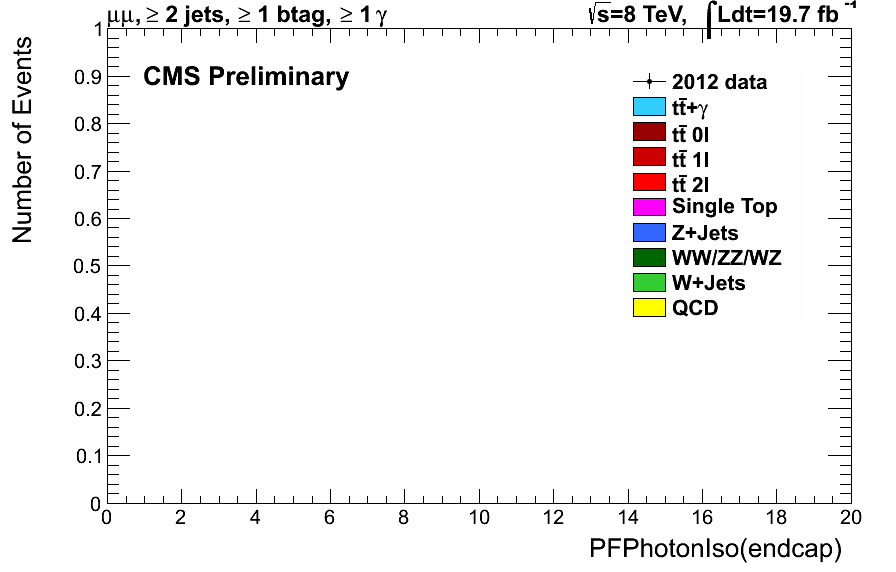 μμ, ≥ 2 jets, ≥ 1 btag, ≥ 1 γ
√s=8 TeV, ∫Ldt=19.7 fb⁻¹
CMS Preliminary
2012 data
tt̄+γ
tt̄ 0l
tt̄ 1l
tt̄ 2l
Single Top
Z+Jets
WW/ZZ/WZ
W+Jets
QCD
Number of Events
1
0.9
0.8
0.7
0.6
0.5
0.4
0.3
0.2
0.1
0
0 2 4 6 8 10 12 14 16 18 20
PFPhotonIso(endcap)